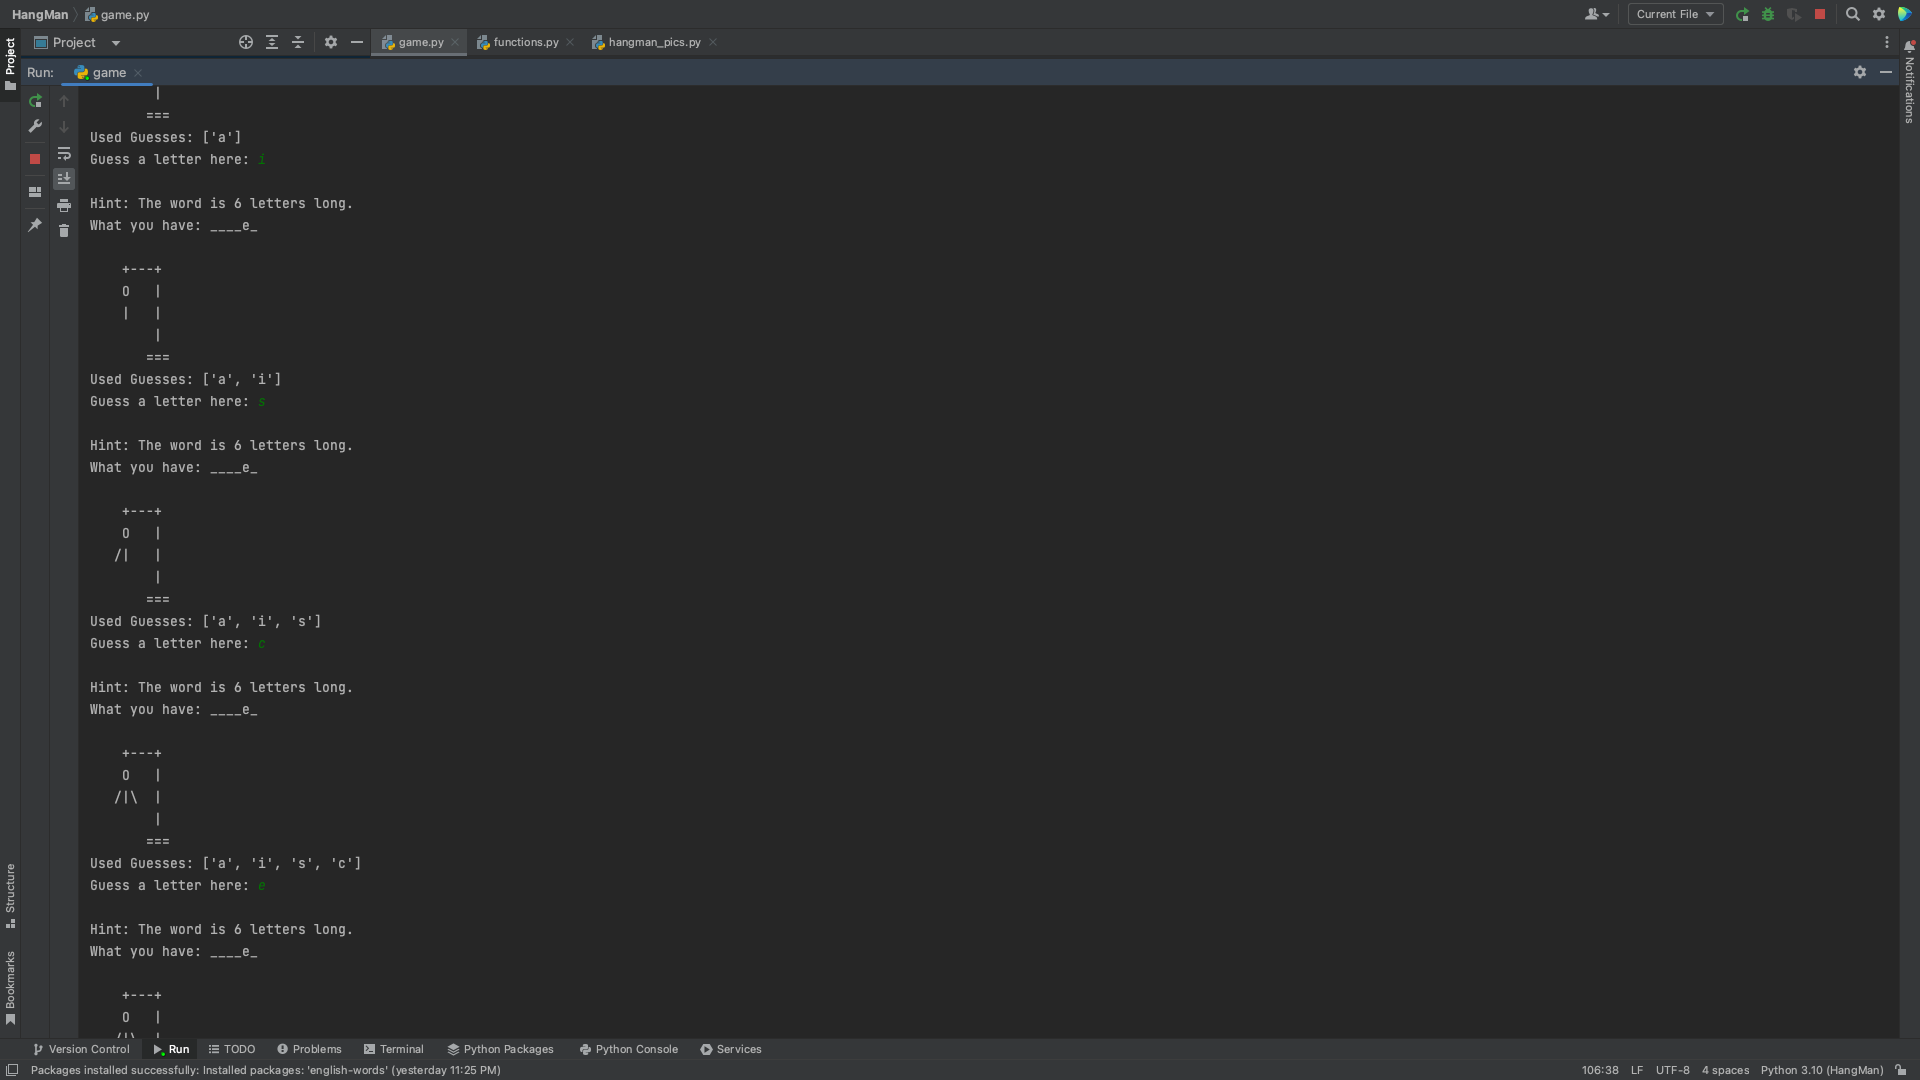 HangMan game.py
Current File
Project
game.py functions.py hangman_pics.py
Run: game
Project
Notifications
|
===
Used Guesses: ['a']
Guess a letter here: i
Hint: The word is 6 letters long.
What you have: ____e_
+---+
O   |
|   |
|
===
Used Guesses: ['a', 'i']
Guess a letter here: s
Hint: The word is 6 letters long.
What you have: ____e_
+---+
O   |
/|   |
|
===
Used Guesses: ['a', 'i', 's']
Guess a letter here: c
Hint: The word is 6 letters long.
What you have: ____e_
+---+
O   |
/|\  |
|
===
Used Guesses: ['a', 'i', 's', 'c']
Guess a letter here: e
Hint: The word is 6 letters long.
What you have: ____e_
+---+
O   |
/|\  |
Structure
Bookmarks
Version Control Run TODO Problems Terminal Python Packages Python Console Services
Packages installed successfully: Installed packages: 'english-words' (yesterday 11:25 PM) 106:38 LF UTF-8 4 spaces Python 3.10 (HangMan)